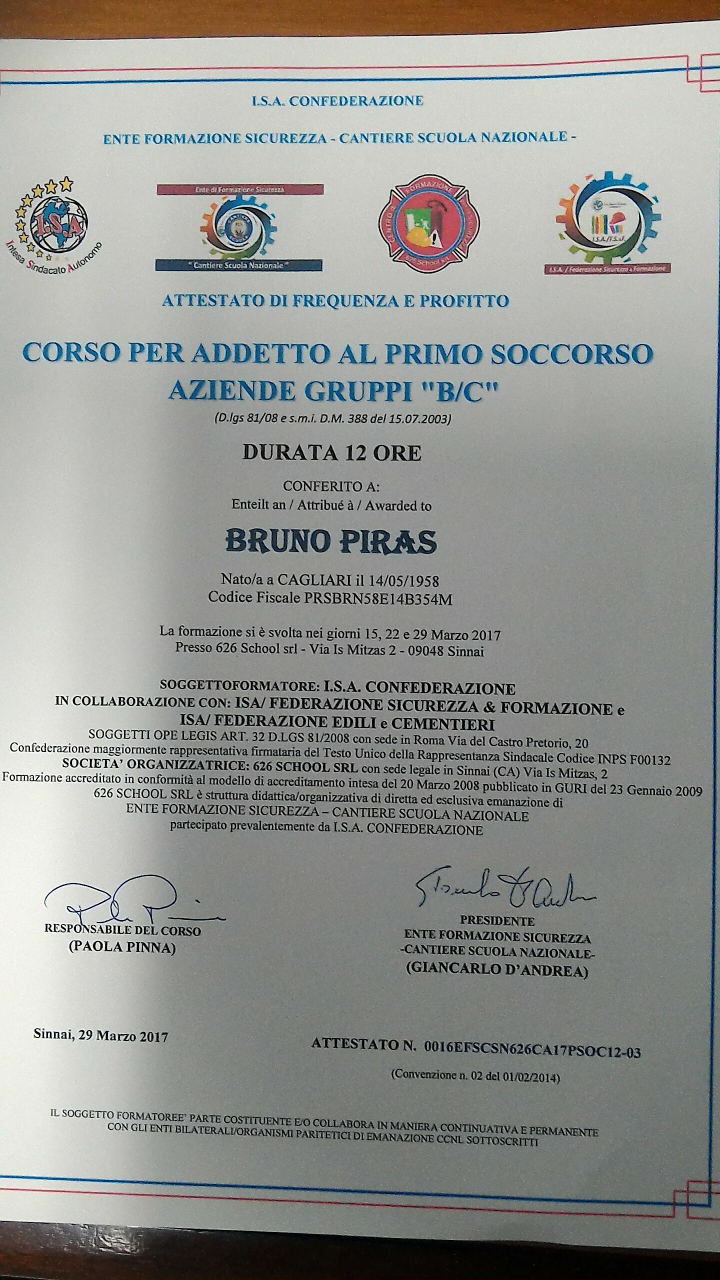 I.S.A. CONFEDERAZIONE
ENTE FORMAZIONE SICUREZZA - CANTIERE SCUOLA NAZIONALE -
I.S.A
Intesa Sindacato Autonomo
Ente di Formazione Sicurezza
" Cantiere Scuola Nazionale "
FORMAZIONE
I.S.A./F.S.F.
I.S.A. / Federazione Sicurezza & Formazione
ATTESTATO DI FREQUENZA E PROFITTO
CORSO PER ADDETTO AL PRIMO SOCCORSO
AZIENDE GRUPPI "B/C"
(D.lgs 81/08 e s.m.i. D.M. 388 del 15.07.2003)
DURATA 12 ORE
CONFERITO A:
Enteilt an / Attribué à / Awarded to
BRUNO PIRAS
Nato/a a CAGLIARI il 14/05/1958
Codice Fiscale PRSBRN58E14B354M
La formazione si è svolta nei giorni 15, 22 e 29 Marzo 2017
Presso 626 School srl - Via Is Mitzas 2 - 09048 Sinnai
SOGGETTOFORMATORE: I.S.A. CONFEDERAZIONE
IN COLLABORAZIONE CON: ISA/ FEDERAZIONE SICUREZZA & FORMAZIONE e
ISA/ FEDERAZIONE EDILI e CEMENTIERI
SOGGETTI OPE LEGIS ART. 32 D.LGS 81/2008 con sede in Roma Via del Castro Pretorio, 20
Confederazione maggiormente rappresentativa firmataria del Testo Unico della Rappresentanza Sindacale Codice INPS F00132
SOCIETA' ORGANIZZATRICE: 626 SCHOOL SRL con sede legale in Sinnai (CA) Via Is Mitzas, 2
Formazione accreditato in conformità al modello di accreditamento intesa del 20 Marzo 2008 pubblicato in GURI del 23 Gennaio 2009
626 SCHOOL SRL è struttura didattica/organizzativa di diretta ed esclusiva emanazione di
ENTE FORMAZIONE SICUREZZA – CANTIERE SCUOLA NAZIONALE
partecipato prevalentemente da I.S.A. CONFEDERAZIONE
RESPONSABILE DEL CORSO
(PAOLA PINNA)
PRESIDENTE
ENTE FORMAZIONE SICUREZZA
-CANTIERE SCUOLA NAZIONALE-
(GIANCARLO D'ANDREA)
Sinnai, 29 Marzo 2017
ATTESTATO N. 0016EFSCSN626CA17PSOC12-03
(Convenzione n. 02 del 01/02/2014)
IL SOGGETTO FORMATOREE' PARTE COSTITUENTE E/O COLLABORA IN MANIERA CONTINUATIVA E PERMANENTE
CON GLI ENTI BILATERALI/ORGANISMI PARITETICI DI EMANAZIONE CCNL SOTTOSCRITTI